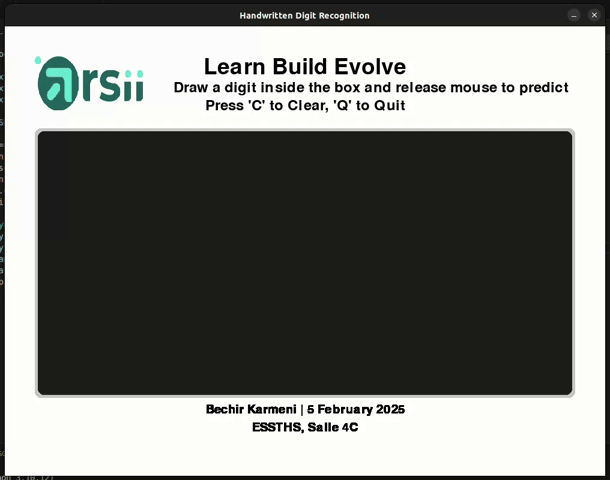 Handwritten Digit Recognition
arsii
Learn Build Evolve
Draw a digit inside the box and release mouse to predict
Press 'C' to Clear, 'Q' to Quit
Bechir Karmeni | 5 February 2025
ESSTHS, Salle 4C